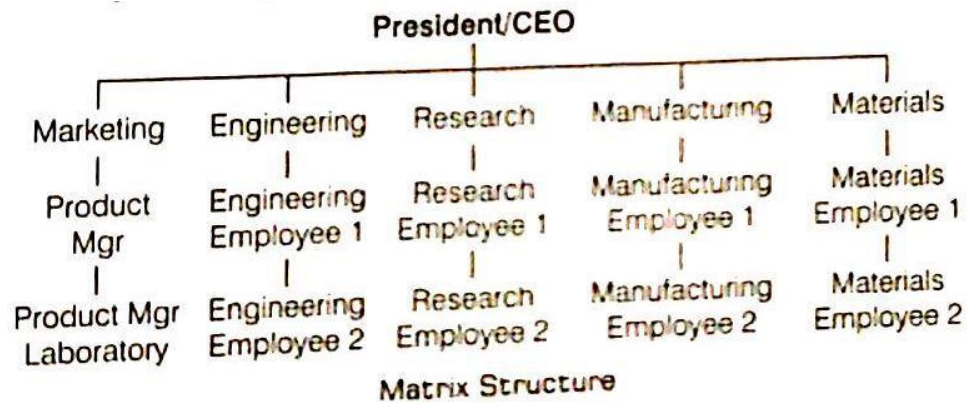 President/CEO
Marketing Engineering Research Manufacturing Materials
Product Mgr Engineering Employee 1 Research Employee 1 Manufacturing Employee 1 Materials Employee 1
Product Mgr Laboratory Engineering Employee 2 Research Employee 2 Manufacturing Employee 2 Materials Employee 2
Matrix Structure